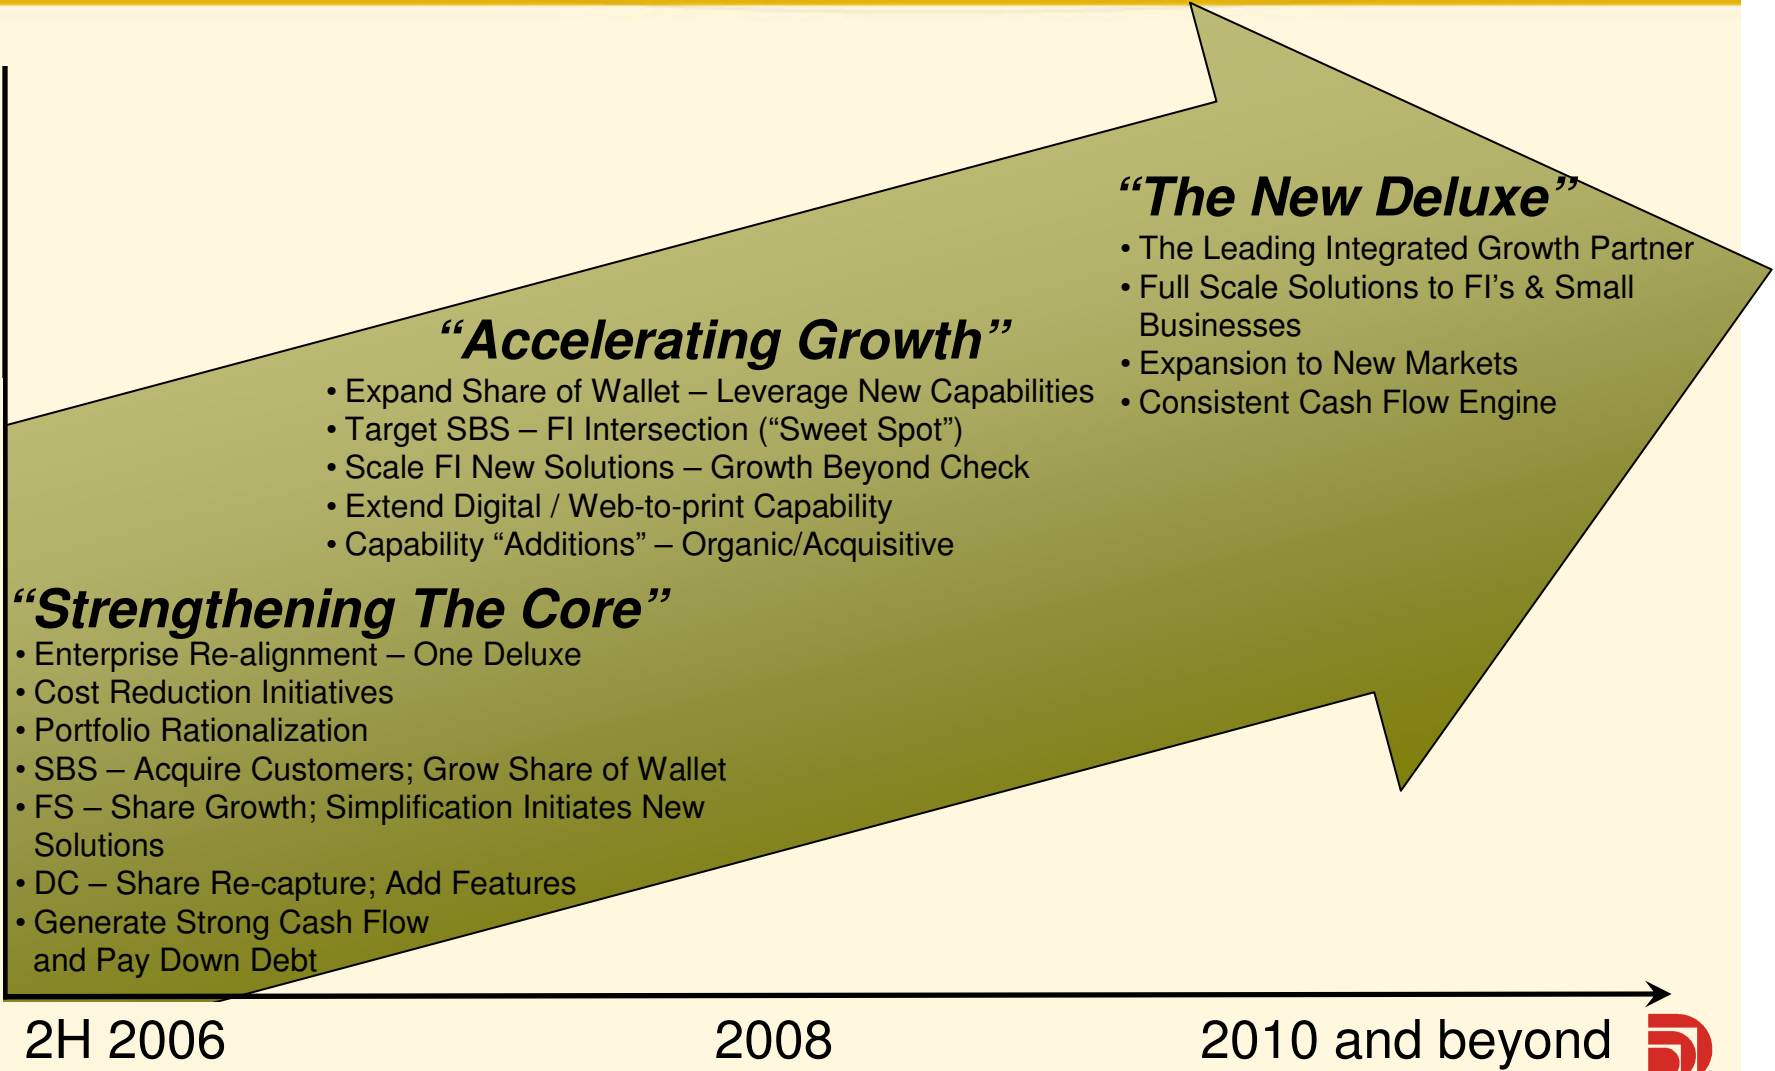 “The New Deluxe”
• The Leading Integrated Growth Partner
• Full Scale Solutions to FI’s & Small
Businesses
• Expansion to New Markets
• Consistent Cash Flow Engine
“Accelerating Growth”
• Expand Share of Wallet – Leverage New Capabilities
• Target SBS – FI Intersection (“Sweet Spot”)
• Scale FI New Solutions – Growth Beyond Check
• Extend Digital / Web-to-print Capability
• Capability “Additions” – Organic/Acquisitive
“Strengthening The Core”
• Enterprise Re-alignment – One Deluxe
• Cost Reduction Initiatives
• Portfolio Rationalization
• SBS – Acquire Customers; Grow Share of Wallet
• FS – Share Growth; Simplification Initiates New
Solutions
• DC – Share Re-capture; Add Features
• Generate Strong Cash Flow
and Pay Down Debt
2H 2006
2008
2010 and beyond